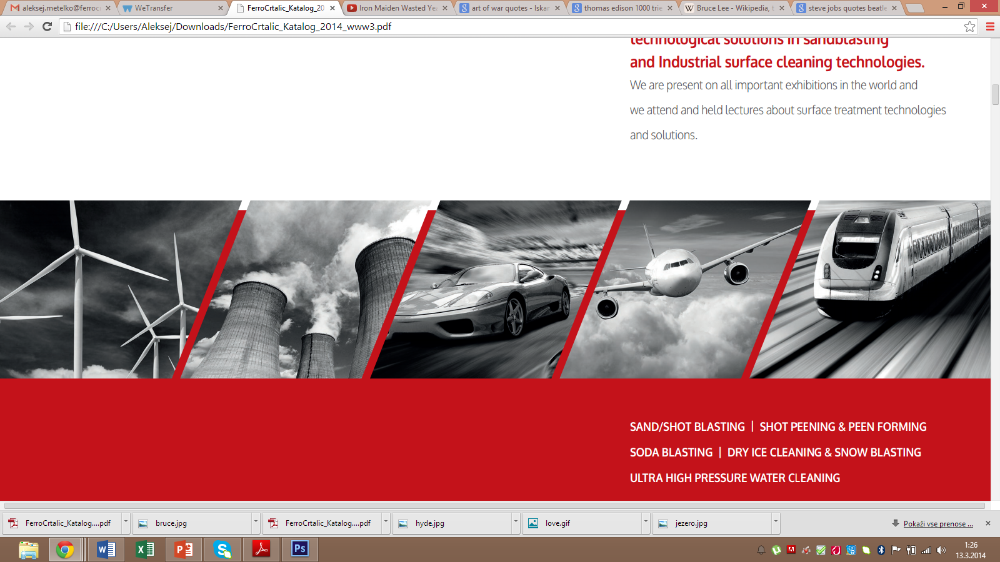 aleksej.metelko@ferrocr
WeTransfer
FerroCrtalic_Katalog_20
Iron Maiden Wasted Ye
art of war quotes - Iskar
thomas edison 1000 trie
Bruce Lee - Wikipedia, t
steve jobs quotes beatle
file:///C:/Users/Aleksej/Downloads/FerroCrtalic_Katalog_2014_www3.pdf
technological solutions in sandblasting
and Industrial surface cleaning technologies.
We are present on all important exhibitions in the world and
we attend and held lectures about surface treatment technologies
and solutions.
SAND/SHOT BLASTING | SHOT PEENING & PEEN FORMING
SODA BLASTING | DRY ICE CLEANING & SNOW BLASTING
ULTRA HIGH PRESSURE WATER CLEANING
FerroCrtalic_Katalog....pdf
bruce.jpg
FerroCrtalic_Katalog....pdf
hyde.jpg
love.gif
jezero.jpg
Pokaži vse prenose ...
1:26
13.3.2014